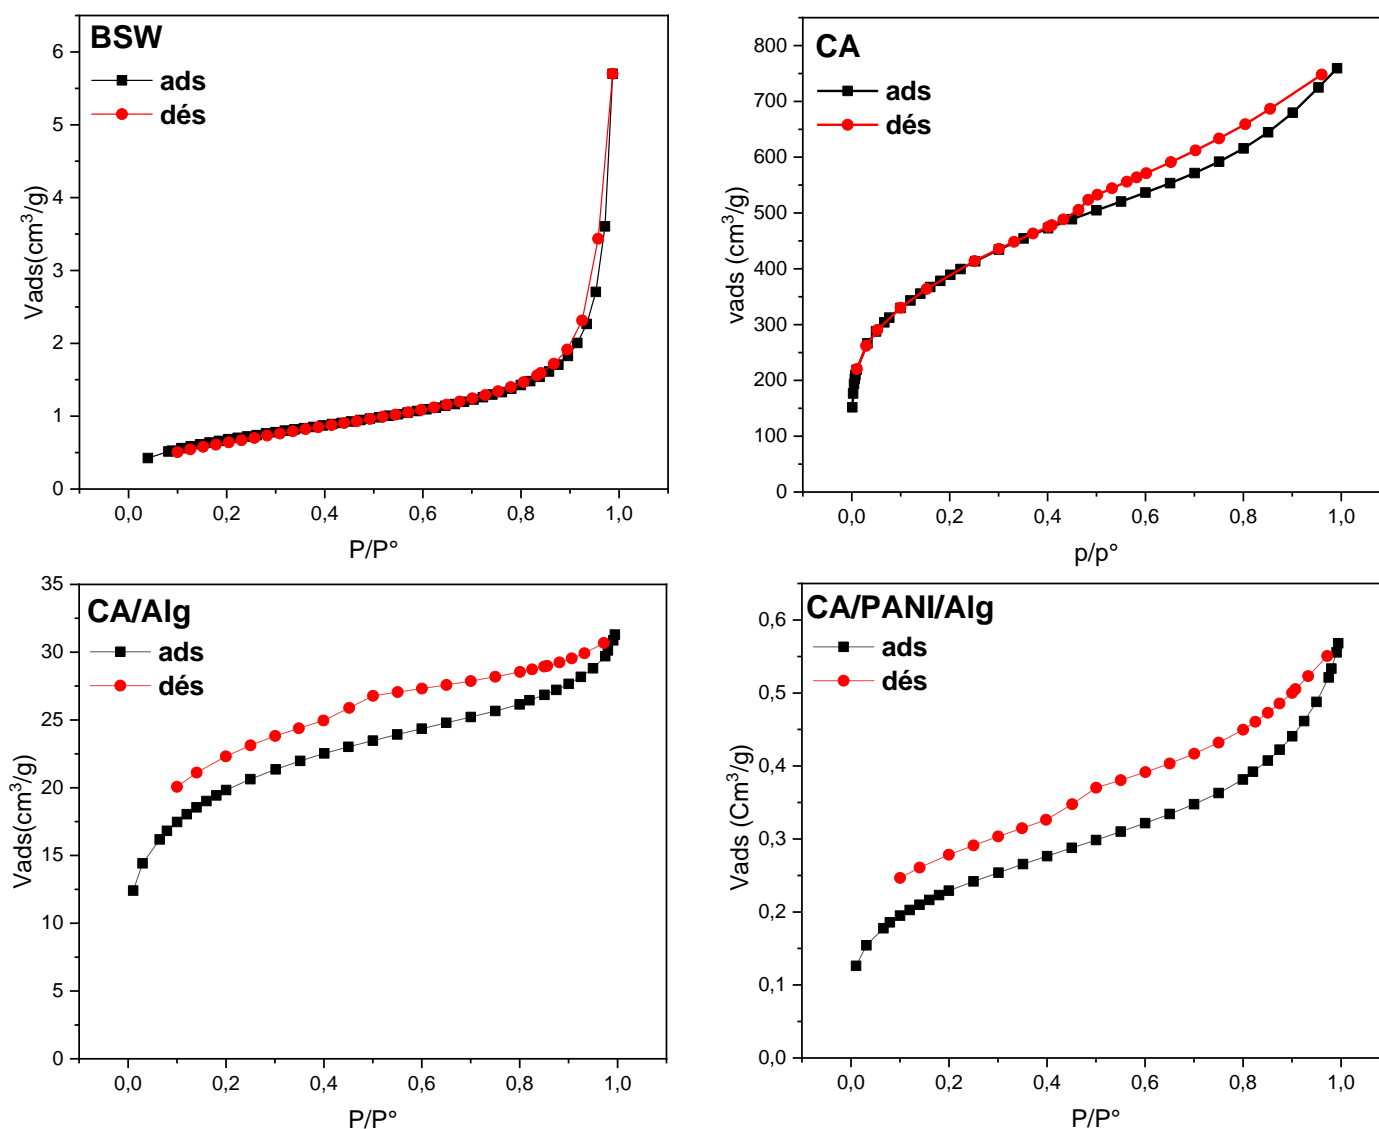 BSW
ads
dés
Vads(cm³/g)
6
5
4
3
2
1
0
0,0 0,2 0,4 0,6 0,8 1,0
P/P°
CA
ads
dés
vads (cm³/g)
800
700
600
500
400
300
200
100
0
0,0 0,2 0,4 0,6 0,8 1,0
p/p°
CA/Alg
ads
dés
Vads(cm³/g)
35
30
25
20
15
10
5
0
0,0 0,2 0,4 0,6 0,8 1,0
P/P°
CA/PANI/Alg
ads
dés
Vads (Cm³/g)
0,6
0,5
0,4
0,3
0,2
0,1
0,0
0,0 0,2 0,4 0,6 0,8 1,0
P/P°